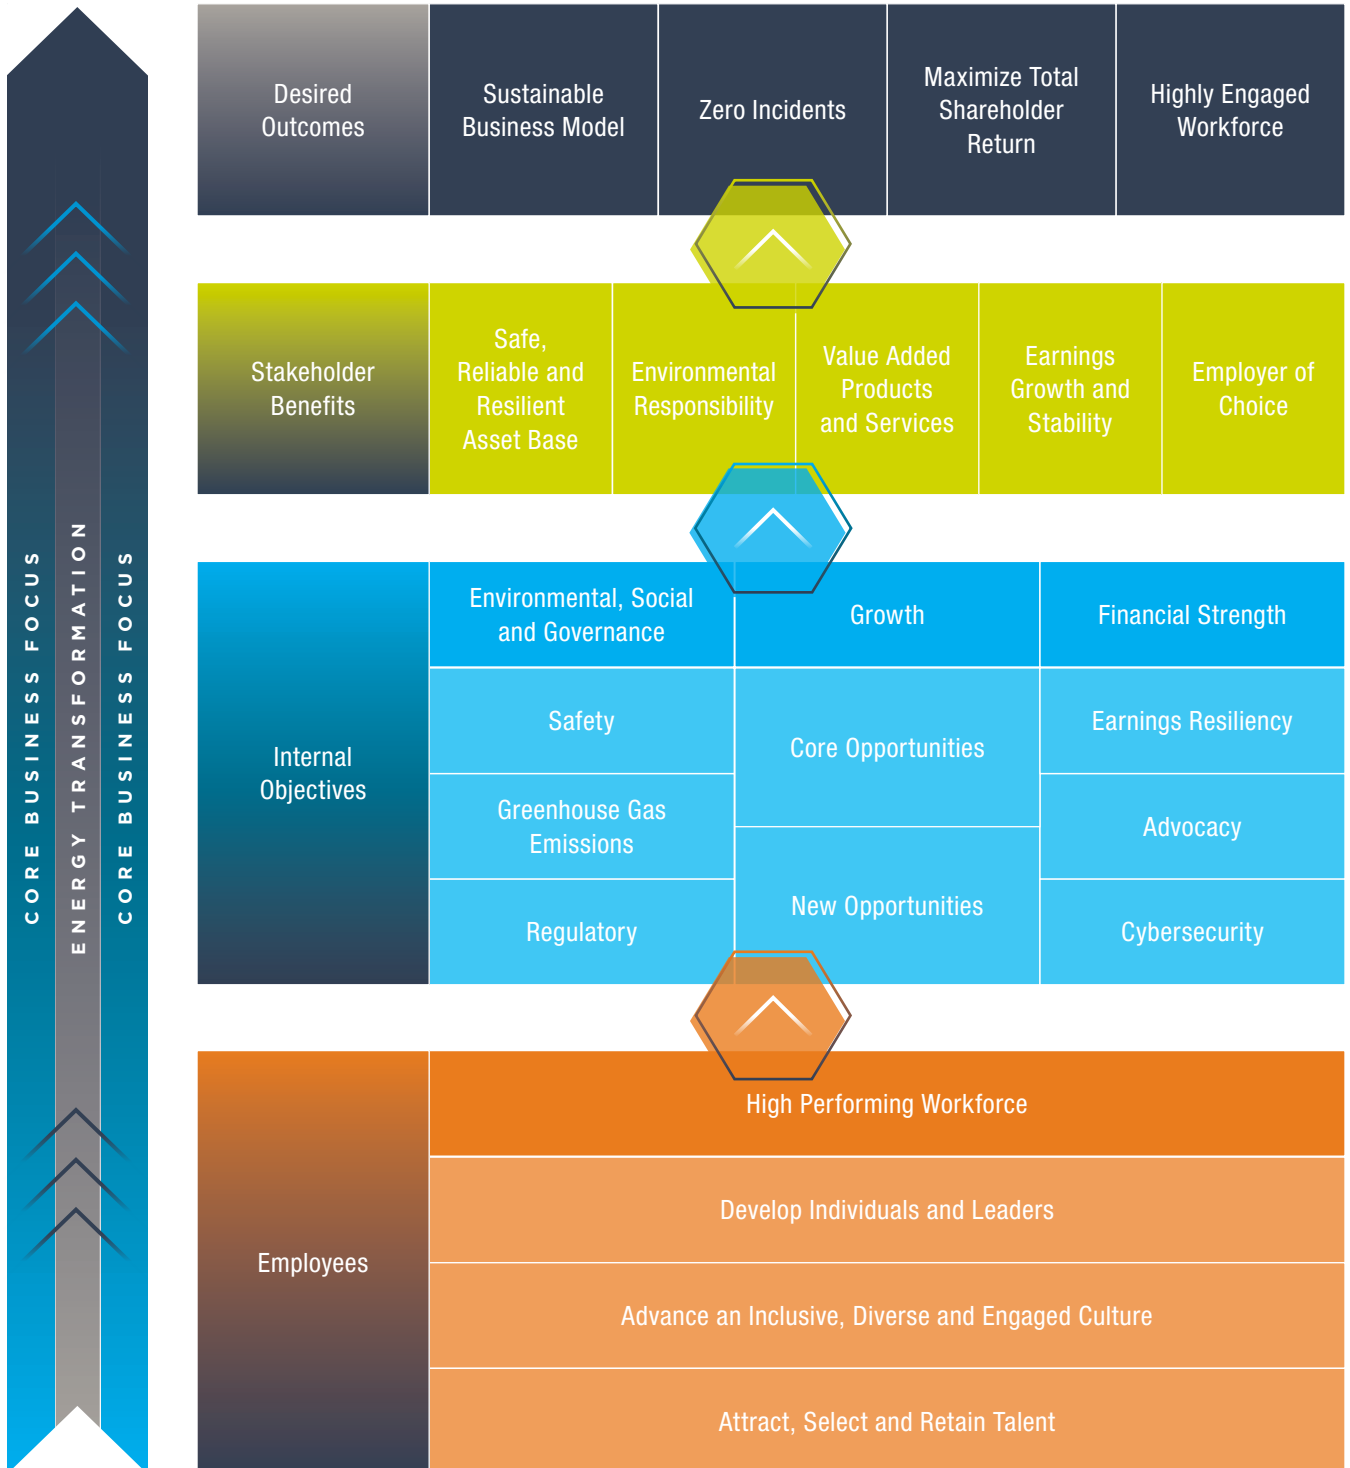 CORE BUSINESS FOCUS
ENERGY TRANSFORMATION
CORE BUSINESS FOCUS
Desired
Outcomes
Sustainable
Business Model
Zero Incidents
Maximize Total
Shareholder
Return
Highly Engaged
Workforce
Stakeholder
Benefits
Safe,
Reliable and
Resilient
Asset Base
Environmental
Responsibility
Value Added
Products
and Services
Earnings
Growth and
Stability
Employer of
Choice
Internal
Objectives
Environmental, Social
and Governance
Safety
Greenhouse Gas
Emissions
Regulatory
Growth
Core Opportunities
New Opportunities
Financial Strength
Earnings Resiliency
Advocacy
Cybersecurity
Employees
High Performing Workforce
Develop Individuals and Leaders
Advance an Inclusive, Diverse and Engaged Culture
Attract, Select and Retain Talent